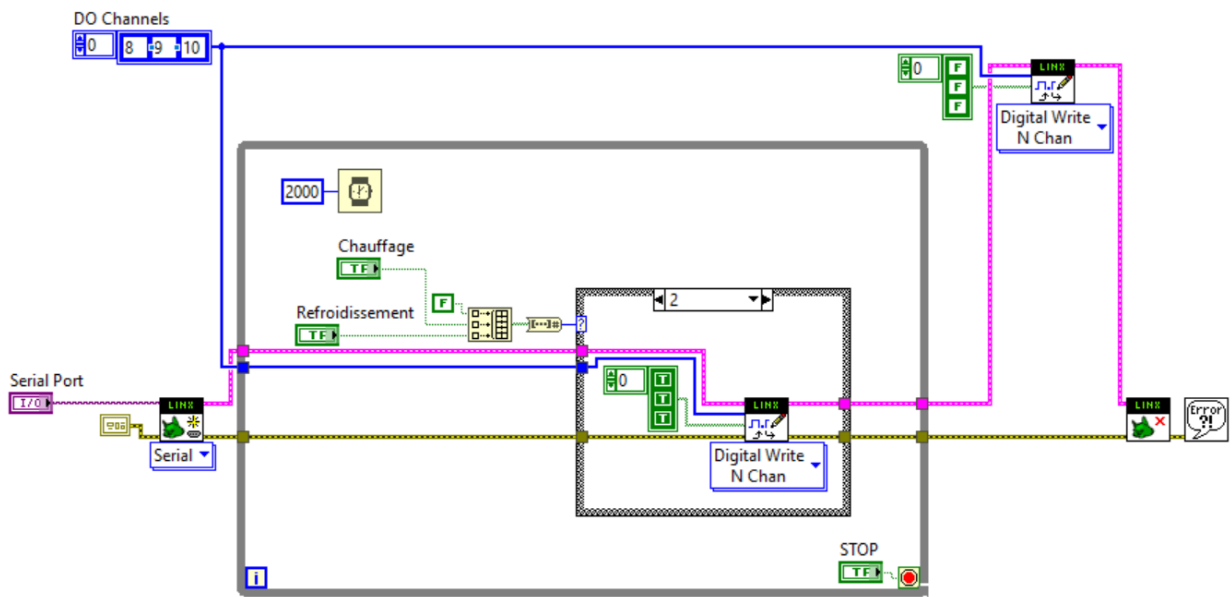 DO Channels
0
8 9 10
0
F
F
F
LINX
Digital Write
N Chan
2000
Chauffage
TF
F
Refroidissement
TF
[...]#
2
?
0
T
T
T
LINX
Digital Write
N Chan
Serial Port
I/O
LINX
Serial
LINX
Error
?!
STOP
TF
i